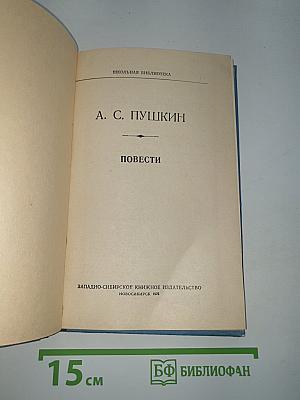 ШКОЛЬНАЯ БИБЛИОТЕКА
А. С. ПУШКИН
ПОВЕСТИ
ЗАПАДНО-СИБИРСКОЕ КНИЖНОЕ ИЗДАТЕЛЬСТВО
НОВОСИБИРСК
15 СМ
БФ БИБЛИОФАН